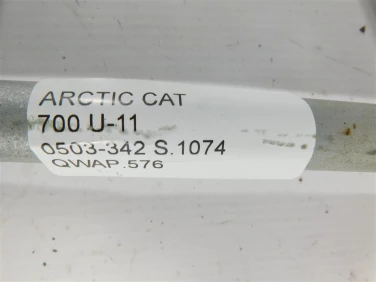 ARCTIC CAT
700 U-11
0503-342 S.1074
QWAP.576